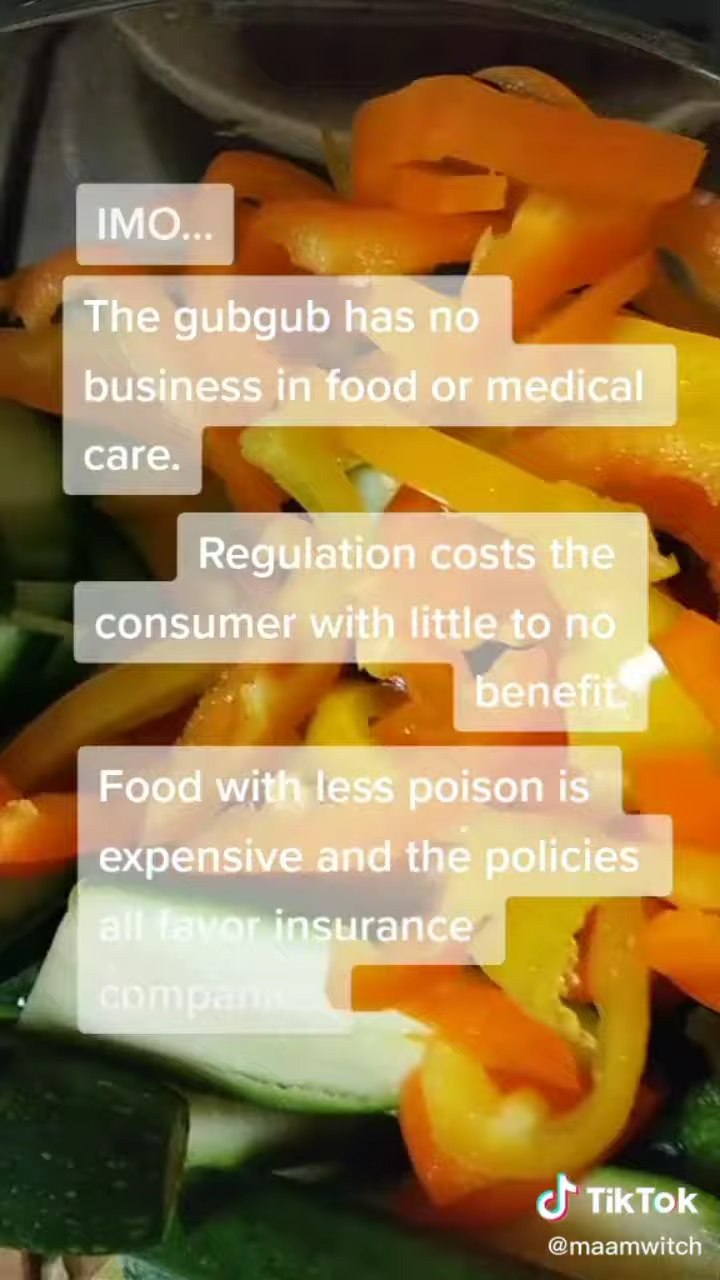 IMO...
The gubgub has no
business in food or medical
care.
Regulation costs the
consumer with little to no
benefit.
Food with less poison is
expensive and the policies
all favor insurance
companies.
TikTok
@maamwitch